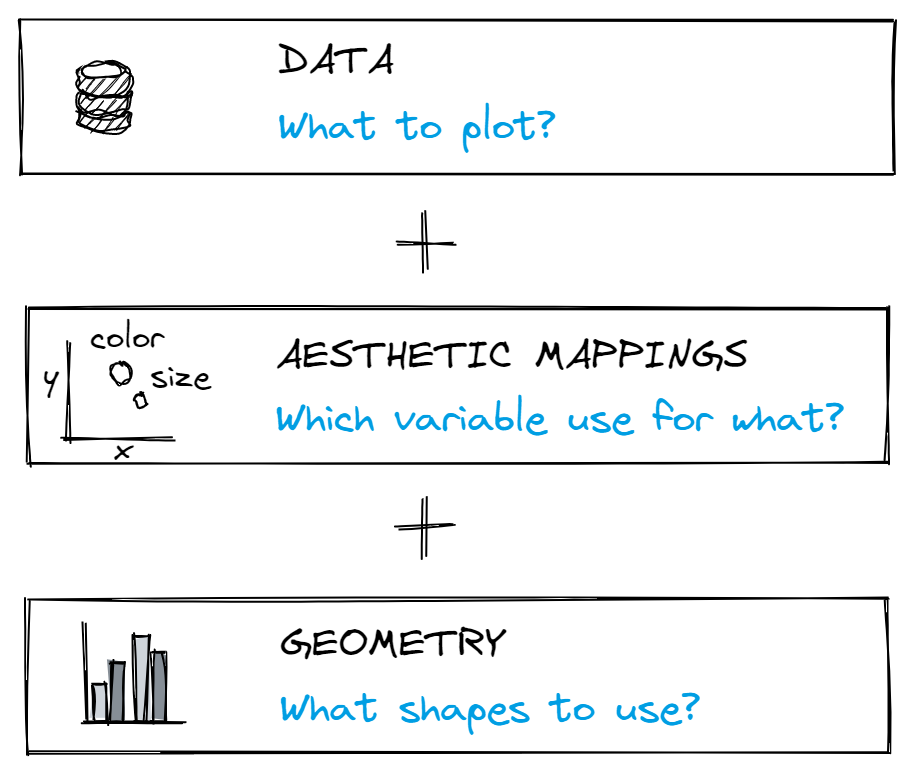 DATA
What to plot?
+
color
y
size
x
AESTHETIC MAPPINGS
Which variable use for what?
+
GEOMETRY
What shapes to use?